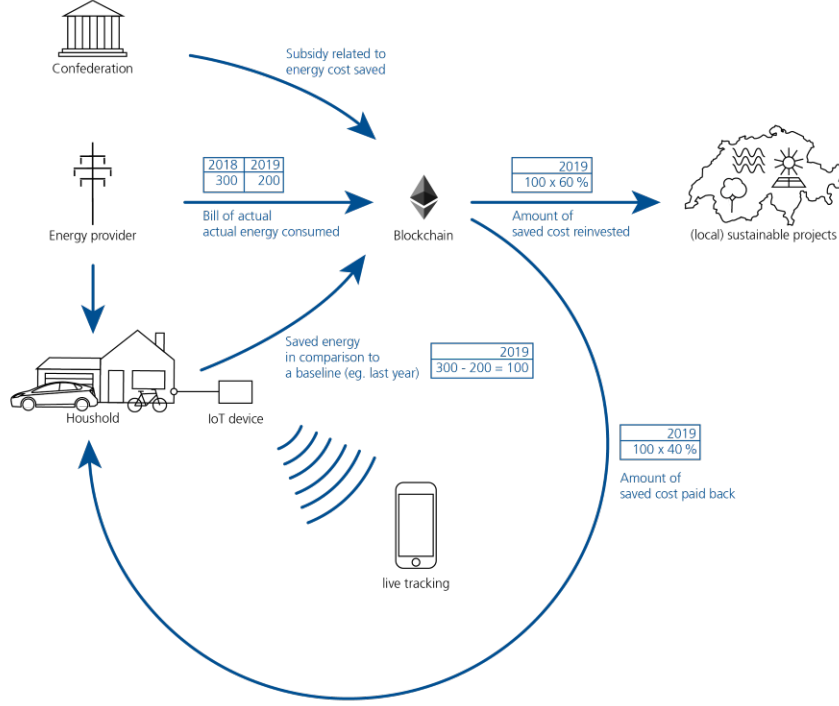 Confederation
Subsidy related to
energy cost saved
Energy provider
2018 2019
300 200
Bill of actual
actual energy consumed
Blockchain
2019
100 x 60 %
Amount of
saved cost reinvested
(local) sustainable projects
Houshold
IoT device
Saved energy
in comparison to
a baseline (eg. last year)
2019
300 - 200 = 100
2019
100 x 40 %
Amount of
saved cost paid back
live tracking